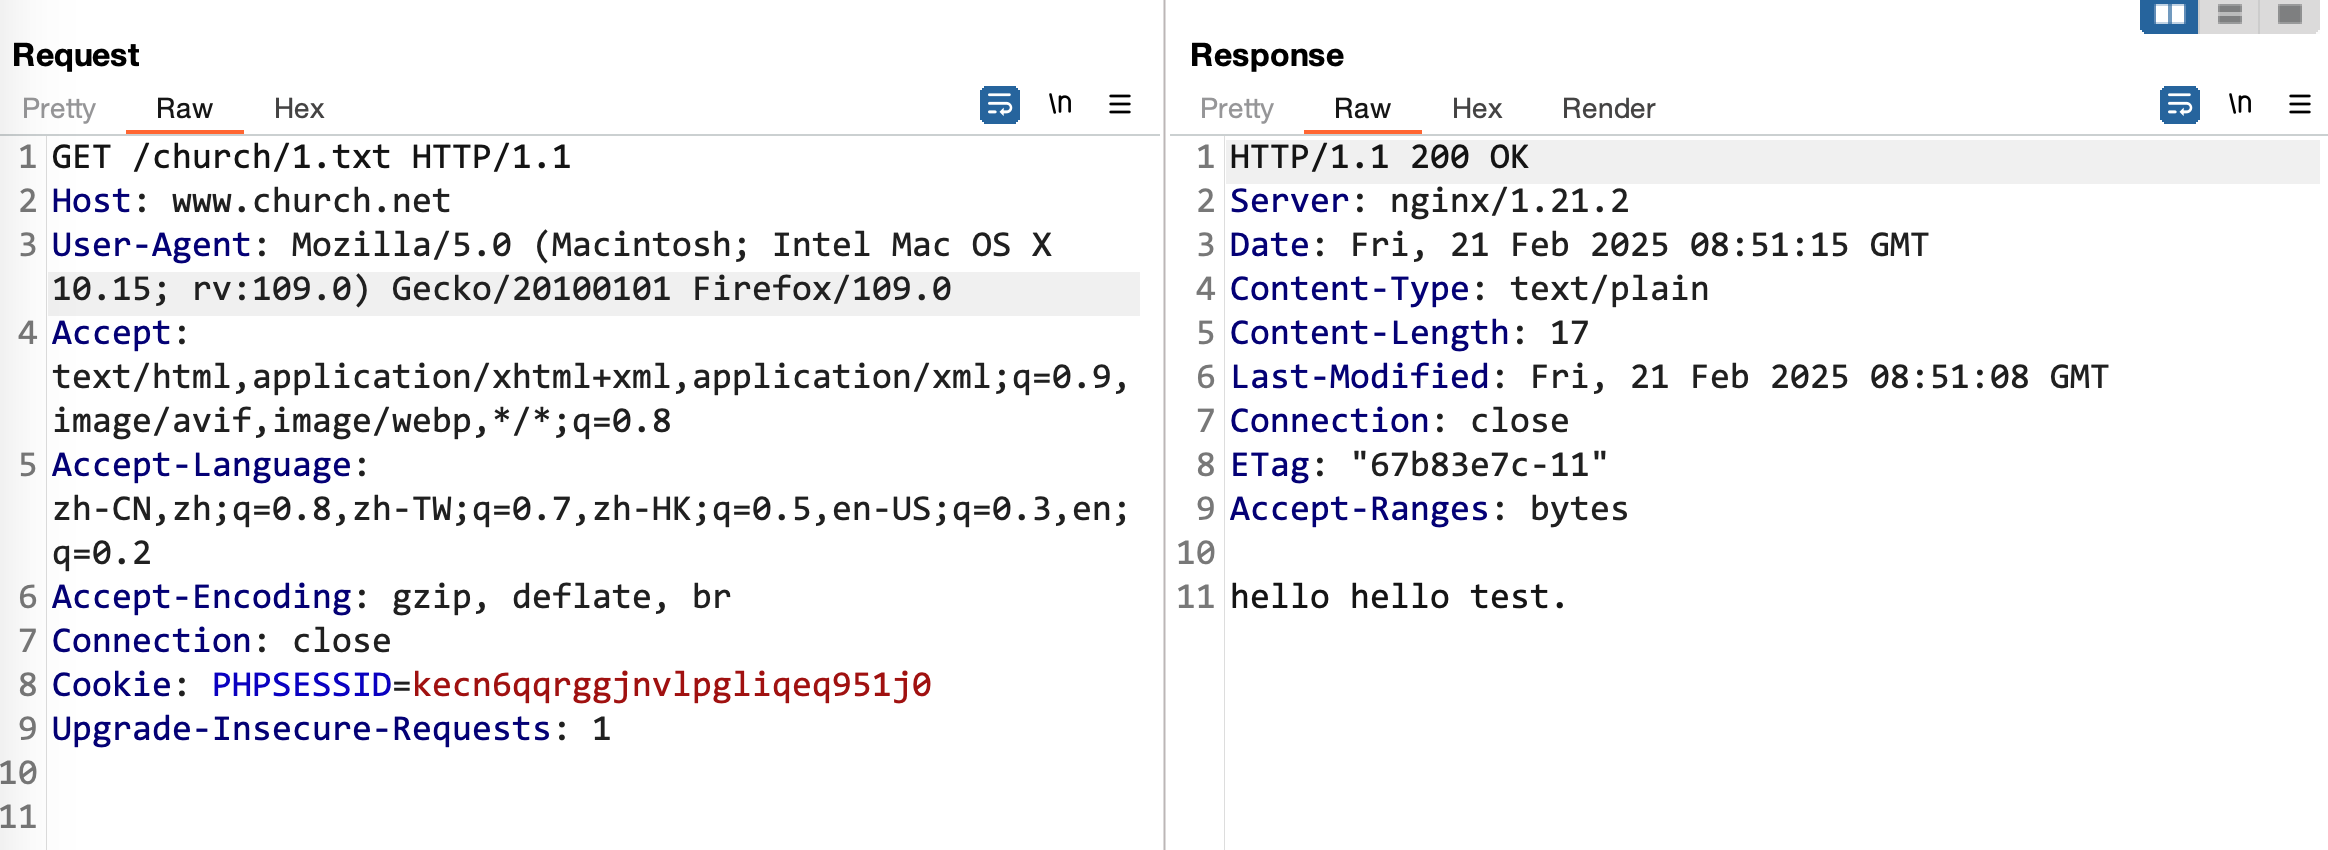 Request
Pretty Raw Hex \n
1 GET /church/1.txt HTTP/1.1
2 Host: www.church.net
3 User-Agent: Mozilla/5.0 (Macintosh; Intel Mac OS X
10.15; rv:109.0) Gecko/20100101 Firefox/109.0
4 Accept:
text/html,application/xhtml+xml,application/xml;q=0.9,
image/avif,image/webp,*/*;q=0.8
5 Accept-Language:
zh-CN,zh;q=0.8,zh-TW;q=0.7,zh-HK;q=0.5,en-US;q=0.3,en;
q=0.2
6 Accept-Encoding: gzip, deflate, br
7 Connection: close
8 Cookie: PHPSESSID=kecn6qqrggjnvlpgliqeq951j0
9 Upgrade-Insecure-Requests: 1
10
11
Response
Pretty Raw Hex Render \n
1 HTTP/1.1 200 OK
2 Server: nginx/1.21.2
3 Date: Fri, 21 Feb 2025 08:51:15 GMT
4 Content-Type: text/plain
5 Content-Length: 17
6 Last-Modified: Fri, 21 Feb 2025 08:51:08 GMT
7 Connection: close
8 ETag: "67b83e7c-11"
9 Accept-Ranges: bytes
10
11 hello hello test.